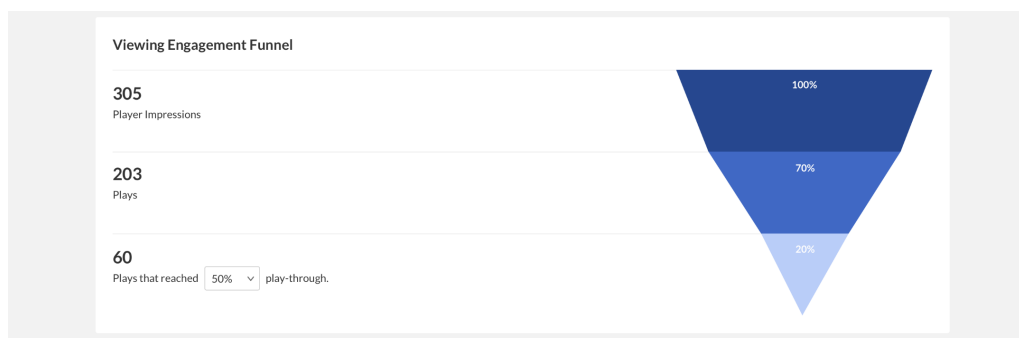 Viewing Engagement Funnel
305
Player Impressions
100%
203
Plays
70%
60
Plays that reached 50% play-through.
20%